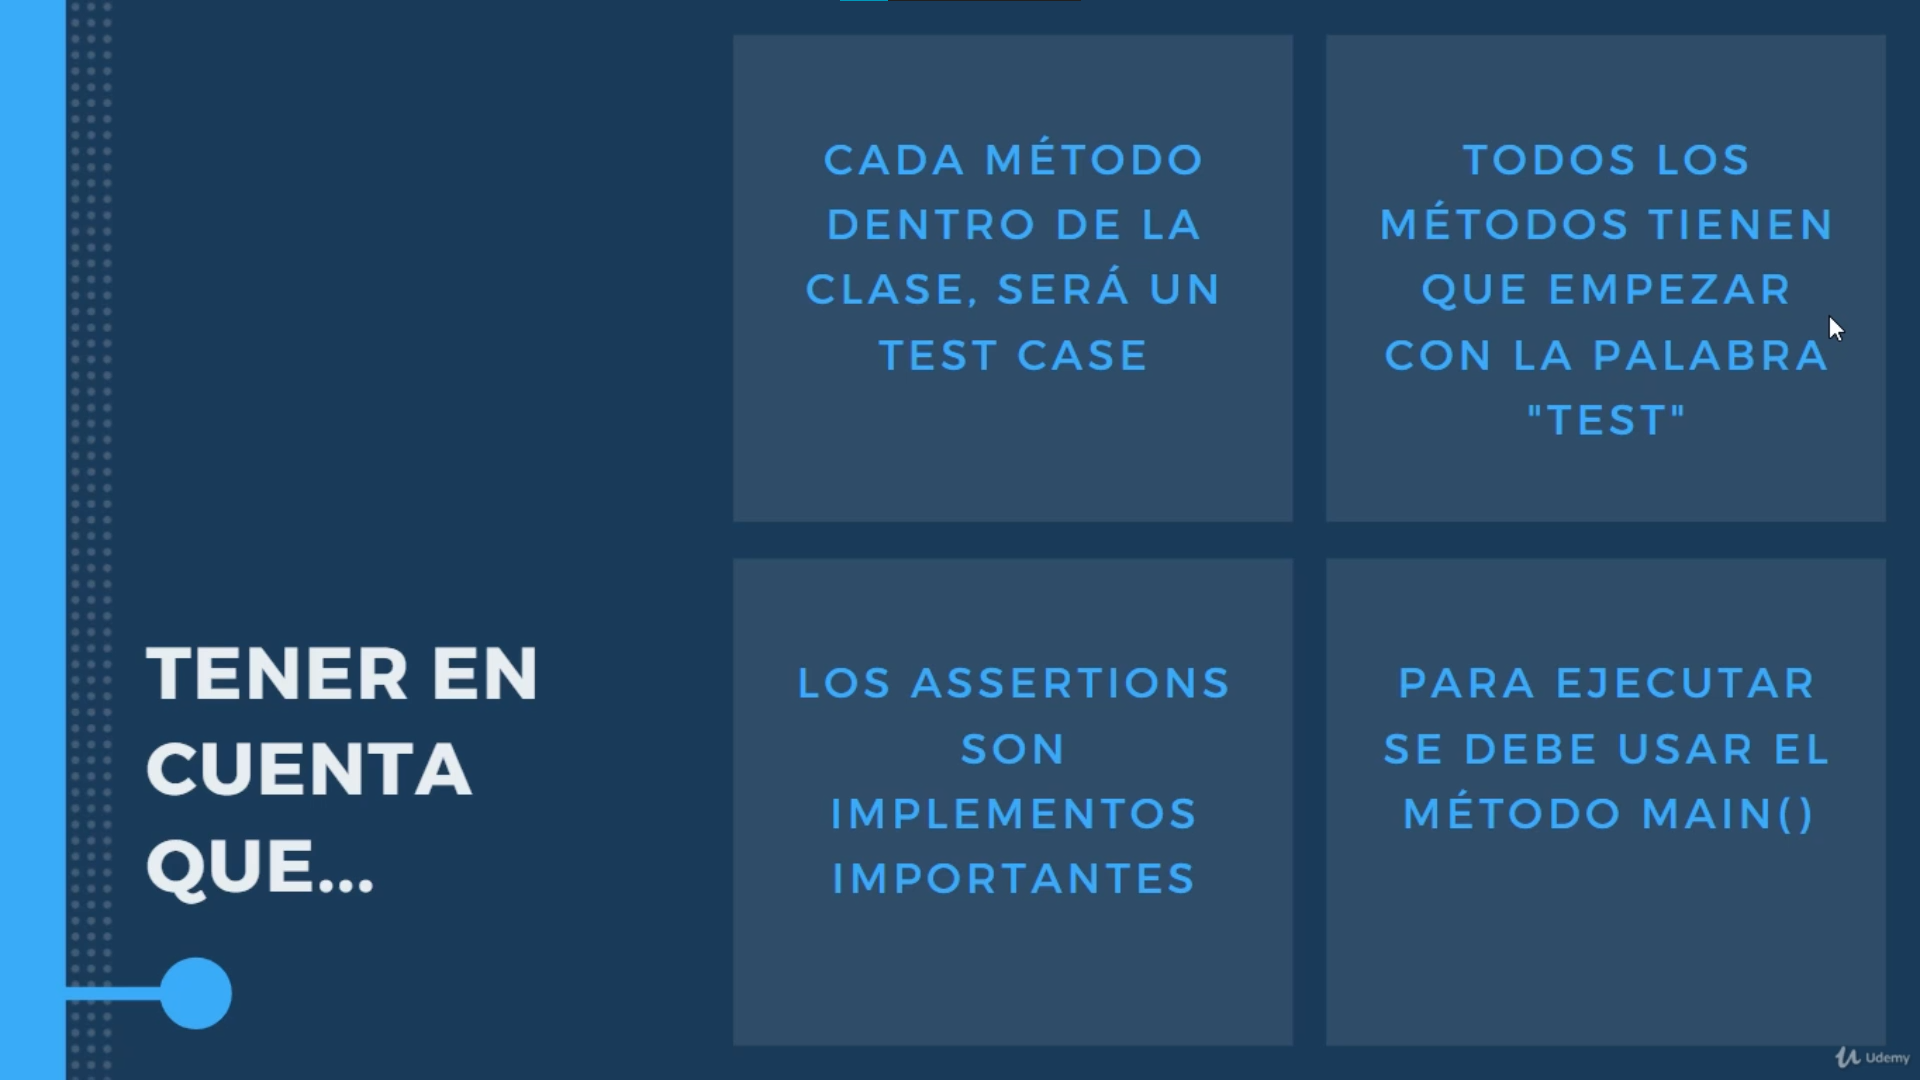 CADA MÉTODO
DENTRO DE LA
CLASE, SERÁ UN
TEST CASE
TODOS LOS
MÉTODOS TIENEN
QUE EMPEZAR
CON LA PALABRA
"TEST"
TENER EN
CUENTA
QUE...
LOS ASSERTIONS
SON
IMPLEMENTOS
IMPORTANTES
PARA EJECUTAR
SE DEBE USAR EL
MÉTODO MAIN()
Udemy